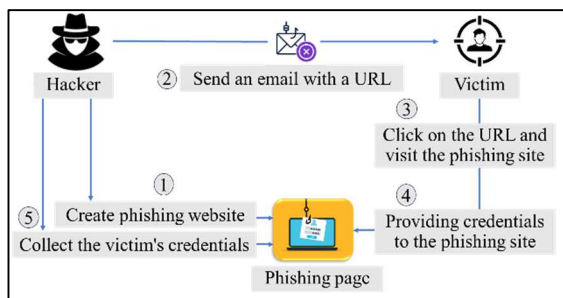 Hacker
② Send an email with a URL
Victim
③
Click on the URL and
visit the phishing site
①
Create phishing website
④
Providing credentials
to the phishing site
⑤
Collect the victim's credentials
Phishing page